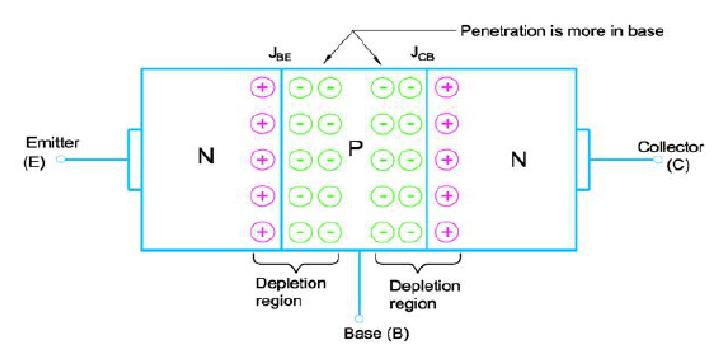 Penetration is more in base
JBE
JCB
Emitter
(E)
N
P
N
Collector
(C)
Depletion
region
Depletion
region
Base (B)